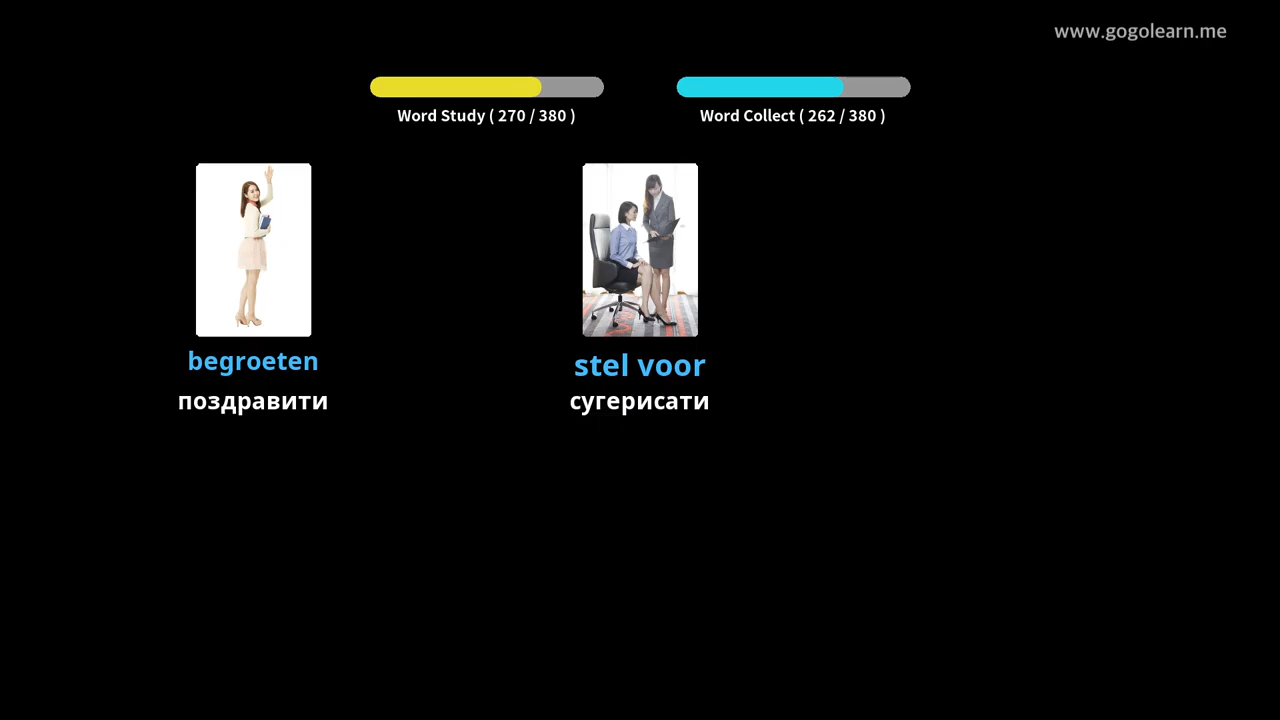 www.gogolearn.me
Word Study ( 270 / 380 )
Word Collect ( 262 / 380 )
begroeten
поздравити
stel voor
сугерисати